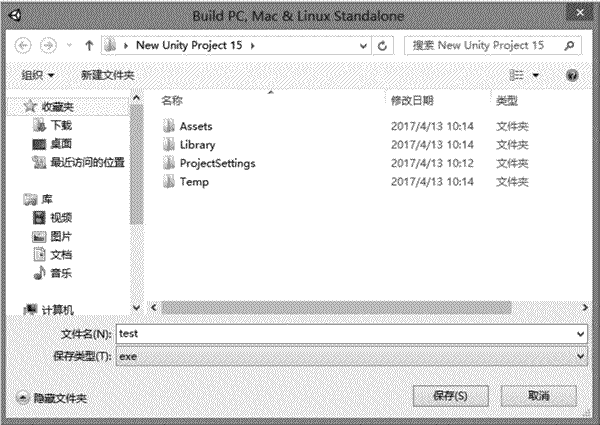 Build PC, Mac & Linux Standalone
New Unity Project 15
搜索 New Unity Project 15
组织 新建文件夹
名称 修改日期 类型
收藏夹
下载
桌面
最近访问的位置
库
视频
图片
文档
音乐
计算机
Assets 2017/4/13 10:14 文件夹
Library 2017/4/13 10:14 文件夹
ProjectSettings 2017/4/13 10:12 文件夹
Temp 2017/4/13 10:14 文件夹
文件名(N): test
保存类型(T): exe
隐藏文件夹 保存(S) 取消